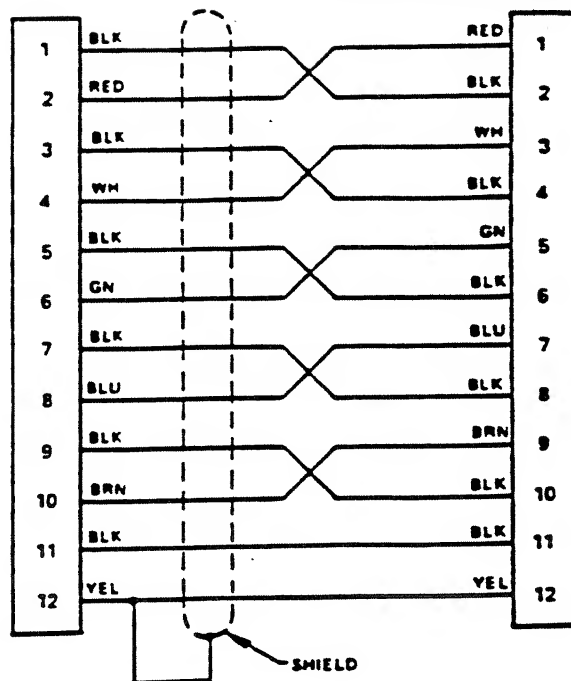 1 BLK RED 1
2 RED BLK 2
3 BLK WH 3
4 WH BLK 4
5 BLK GN 5
6 GN BLK 6
7 BLK BLU 7
8 BLU BLK 8
9 BLK BRN 9
10 BRN BLK 10
11 BLK BLK 11
12 YEL YEL 12
SHIELD